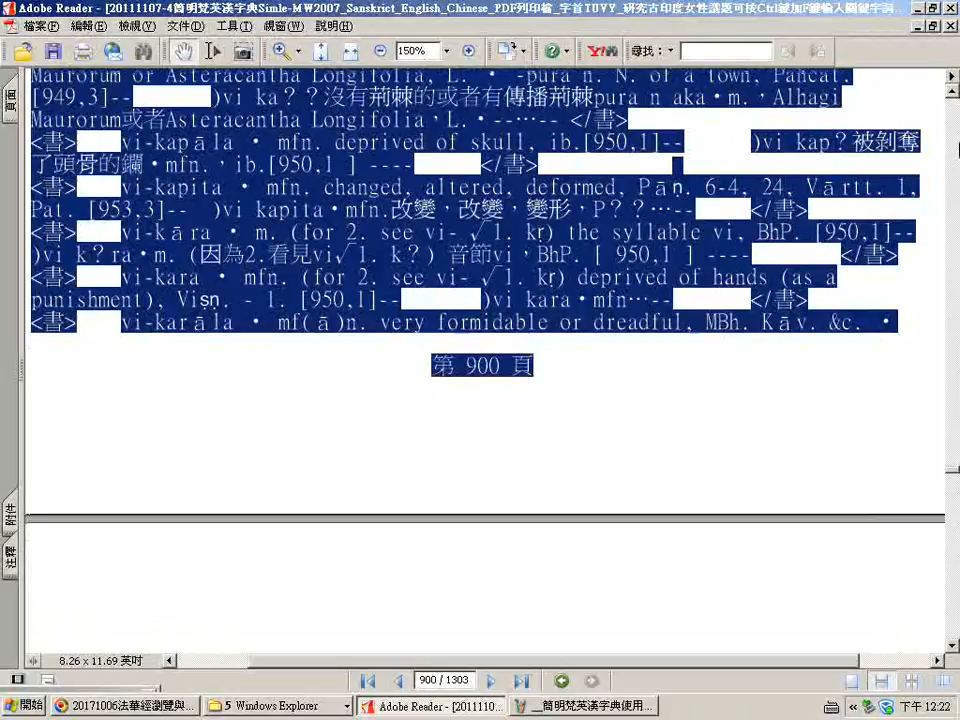 Adobe Reader - [20111107-4簡明梵英漢字典Simle-MW2007_Sanskrict_English_Chinese_PDF列印檔_字首TUVY_研究古印度女性議題可按Ctrl鍵加F鍵輸入關鍵字詞
檔案(F) 編輯(E) 檢視(V) 文件(D) 工具(T) 視窗(W) 說明(H)
150% Y! 尋找：
頁面
Maurorum or Asteracantha Longifolia, L.‧ -pura n. N. of a town, Pañcat.
[949,3]-- )vi ka？？沒有荊棘的或者有傳播荊棘pura n aka‧m.，Alhagi
Maurorum或者Asteracantha Longifolia，L.‧--…-- </書>
<書> vi-kapāla ‧ mfn. deprived of skull, ib.[950,1]-- )vi kap？被剝奪
了頭骨的鑭‧mfn.，ib.[950,1 ] ---- </書>
<書> vi-kapita ‧ mfn. changed, altered, deformed, Pāṇ. 6-4, 24, Vārtt. 1,
Pat. [953,3]-- )vi kapita‧mfn.改變，改變，變形，P？？…-- </書>
<書> vi-kāra ‧ m. (for 2. see vi- √1. kṛ) the syllable vi, BhP. [950,1]--
)vi k？ra‧m. (因為2.看見vi√1. k？) 音節vi，BhP. [ 950,1 ] ---- </書>
<書> vi-kara ‧ mfn. (for 2. see vi- √1. kṛ) deprived of hands (as a
punishment), Viṣṇ. - 1. [950,1]-- )vi kara‧mfn…-- </書>
<書> vi-karāla ‧ mf(ā)n. very formidable or dreadful, MBh. Kāv. &c. ‧
第 900 頁
附件
注釋
8.26 x 11.69 英吋
900 / 1303
開始 20171006法華經瀏覽與... 5 Windows Explorer Adobe Reader - [2011110... __簡明梵英漢字典使用... « 下午 12:22